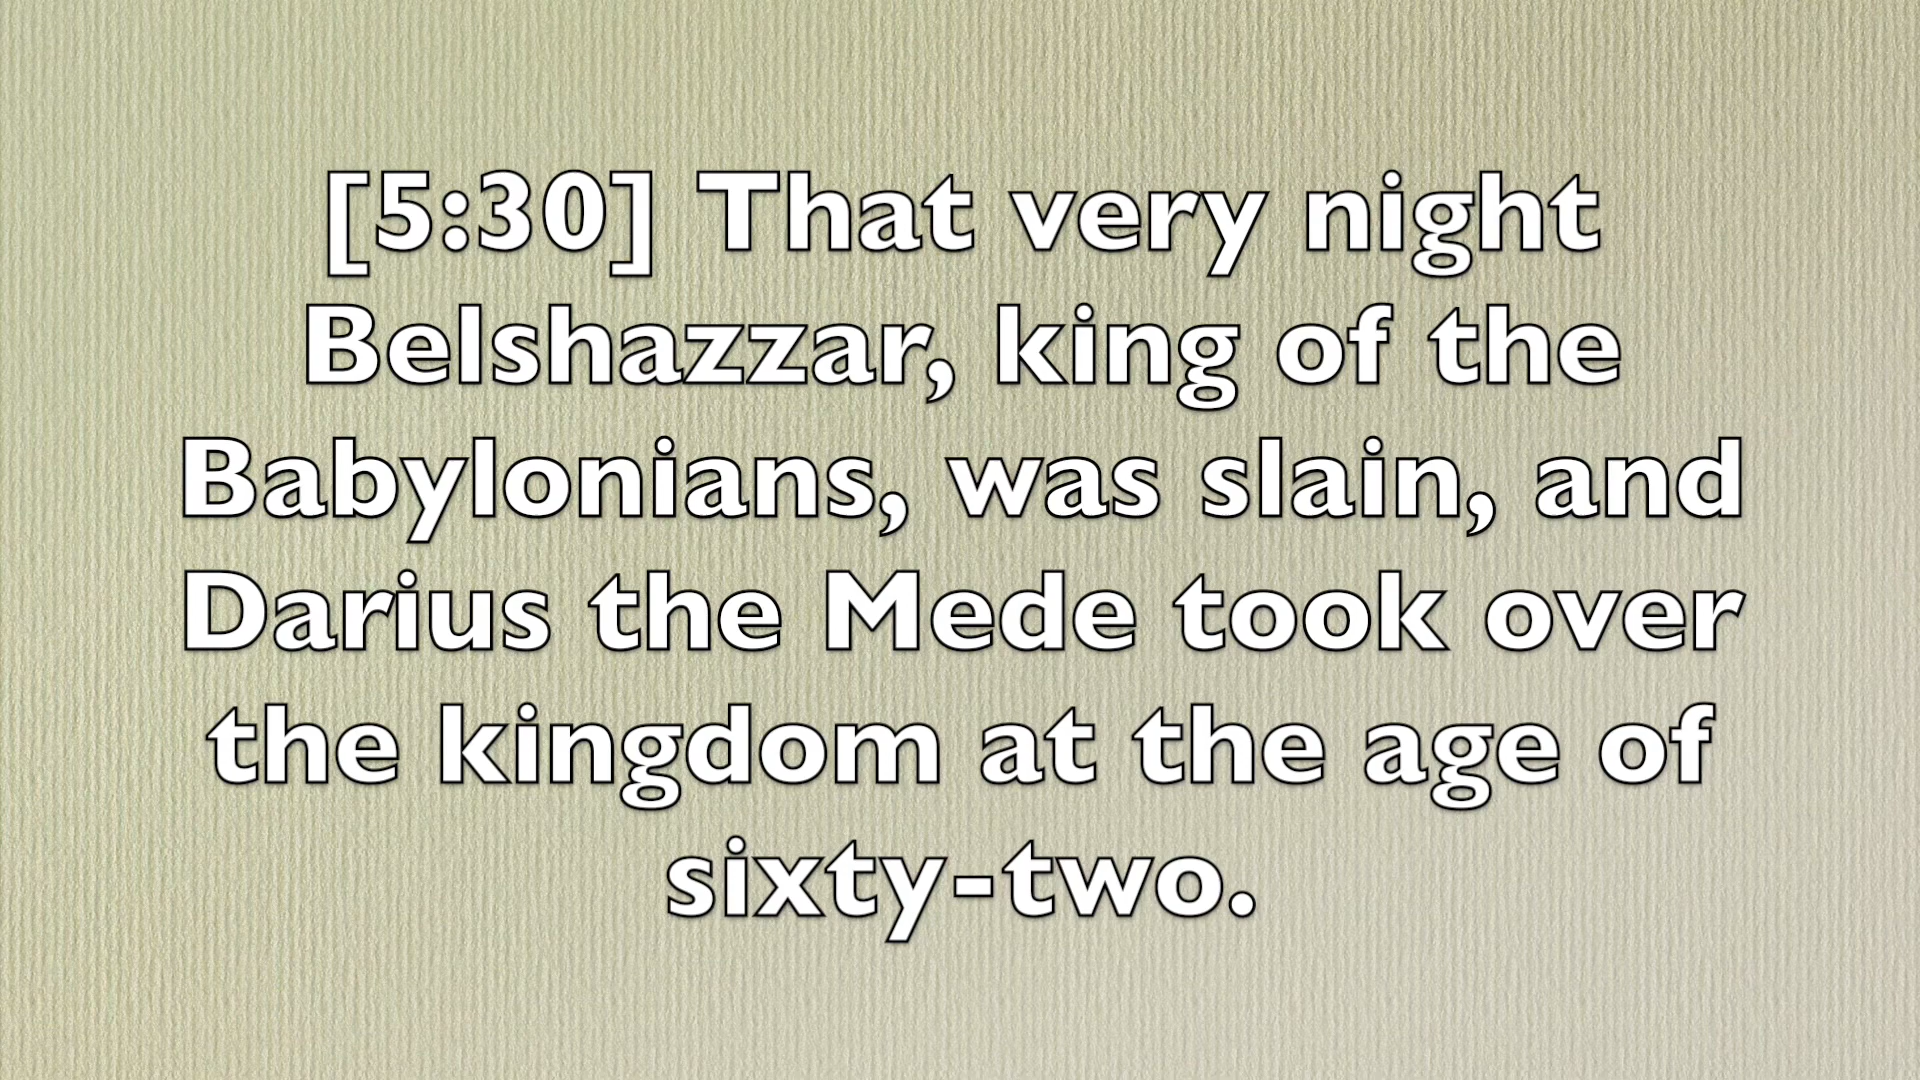 [5:30] That very night
Belshazzar, king of the
Babylonians, was slain, and
Darius the Mede took over
the kingdom at the age of
sixty-two.